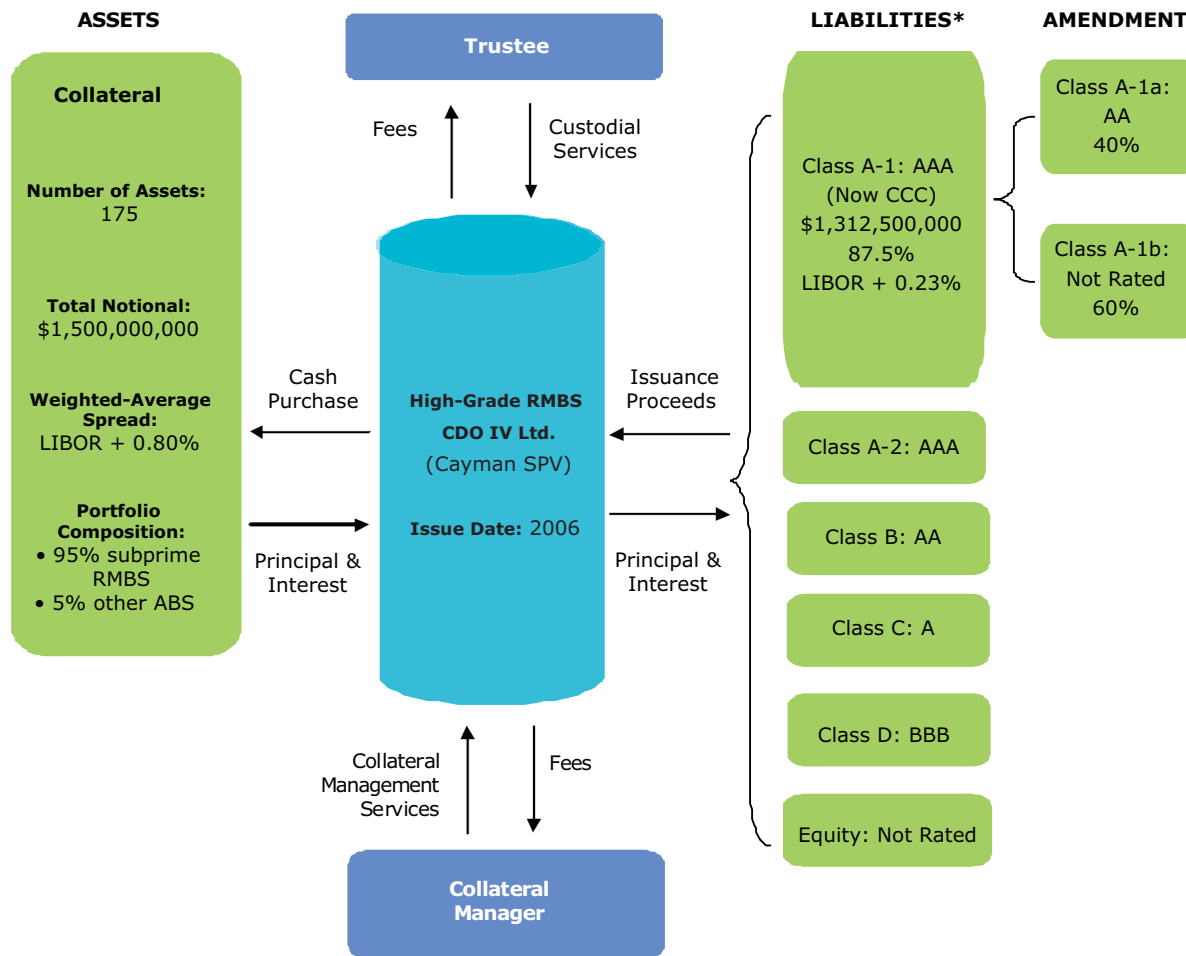 ASSETS
Collateral
Number of Assets:
175
Total Notional:
$1,500,000,000
Weighted-Average
Spread:
LIBOR + 0.80%
Portfolio
Composition:
• 95% subprime
RMBS
• 5% other ABS
Trustee
Fees
Custodial
Services
Cash
Purchase
Principal &
Interest
High-Grade RMBS
CDO IV Ltd.
(Cayman SPV)
Issue Date: 2006
Issuance
Proceeds
Principal &
Interest
Collateral
Management
Services
Fees
Collateral
Manager
LIABILITIES*
Class A-1: AAA
(Now CCC)
$1,312,500,000
87.5%
LIBOR + 0.23%
Class A-2: AAA
Class B: AA
Class C: A
Class D: BBB
Equity: Not Rated
AMENDMENT
Class A-1a:
AA
40%
Class A-1b:
Not Rated
60%